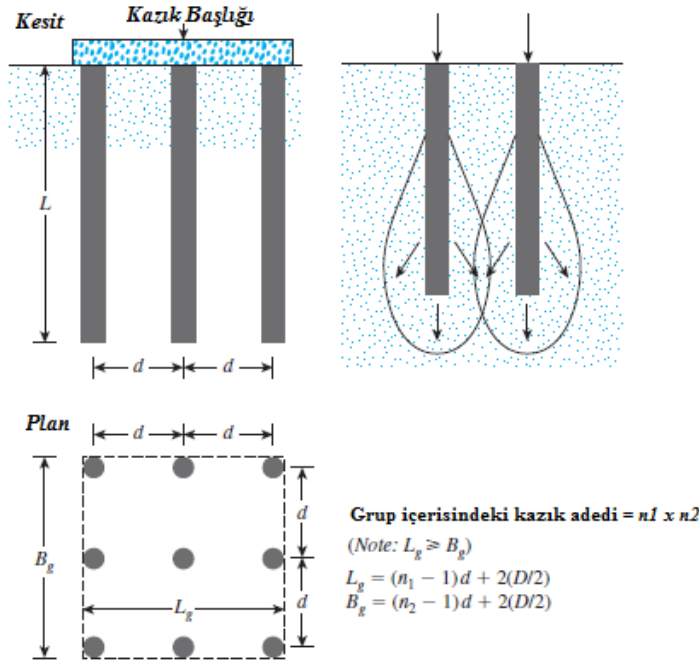 Kesit
Kazık Başlığı
L
d
d
Plan
d
d
B_g
L_g
d
d
Grup içerisindeki kazık adedi = n1 x n2
(Note: L_g ⩾ B_g)
L_g = (n_1 − 1)d + 2(D/2)
B_g = (n_2 − 1)d + 2(D/2)